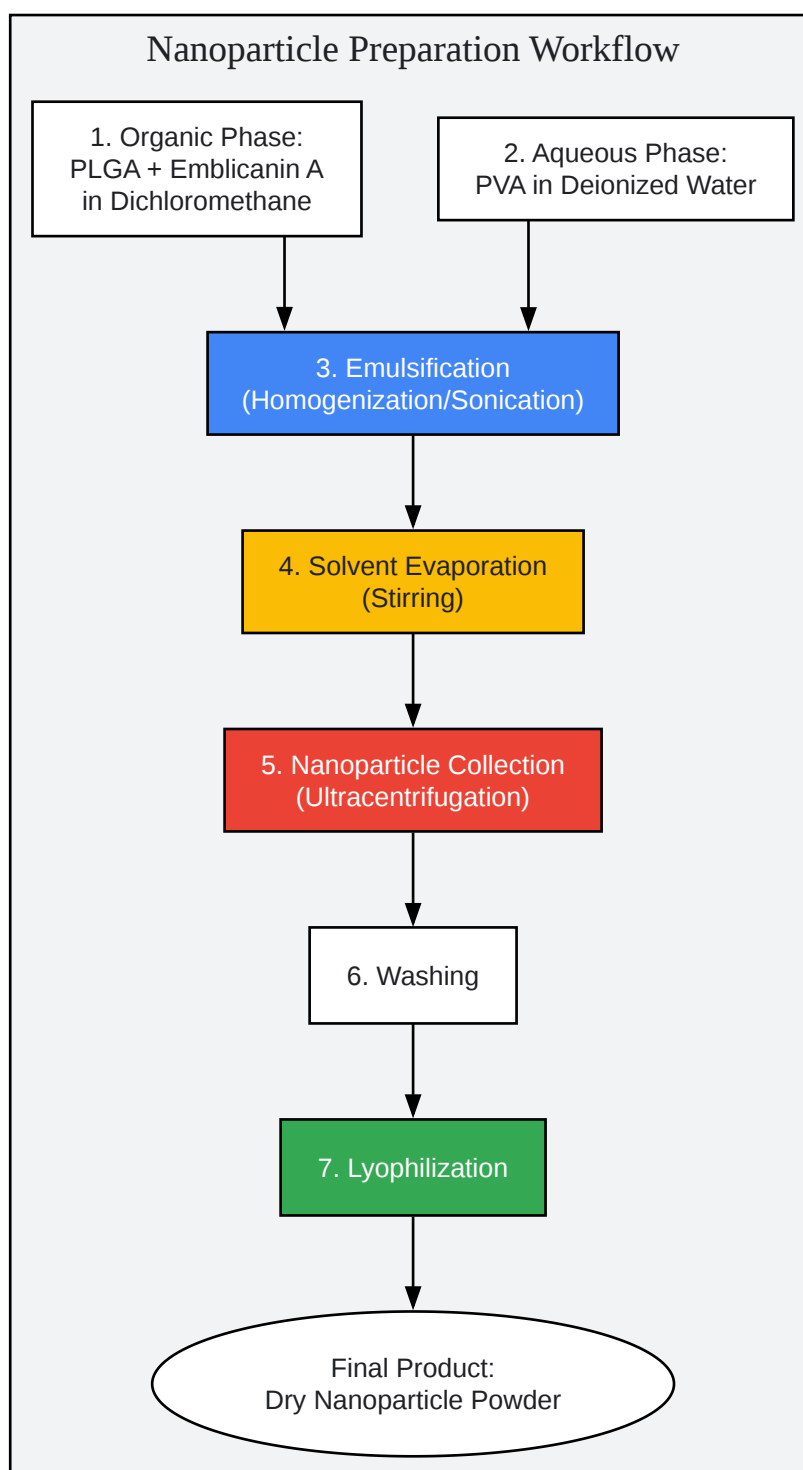 Nanoparticle Preparation Workflow
1. Organic Phase:
PLGA + Emblicanin A
in Dichloromethane
2. Aqueous Phase:
PVA in Deionized Water
3. Emulsification
(Homogenization/Sonication)
4. Solvent Evaporation
(Stirring)
5. Nanoparticle Collection
(Ultracentrifugation)
6. Washing
7. Lyophilization
Final Product:
Dry Nanoparticle Powder